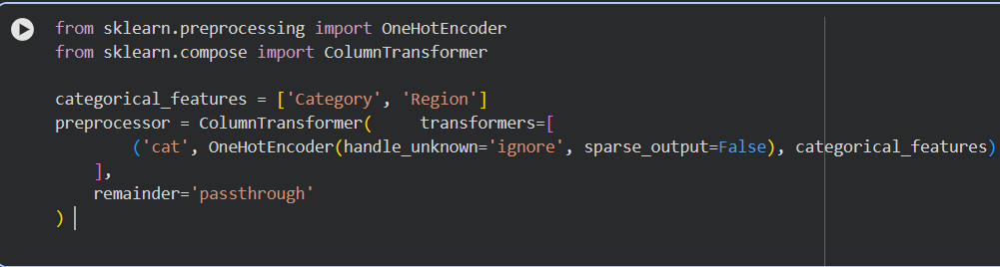 from sklearn.preprocessing import OneHotEncoder
from sklearn.compose import ColumnTransformer
categorical_features = ['Category', 'Region']
preprocessor = ColumnTransformer(    transformers=[
        ('cat', OneHotEncoder(handle_unknown='ignore', sparse_output=False), categorical_features)
    ],
    remainder='passthrough'
)